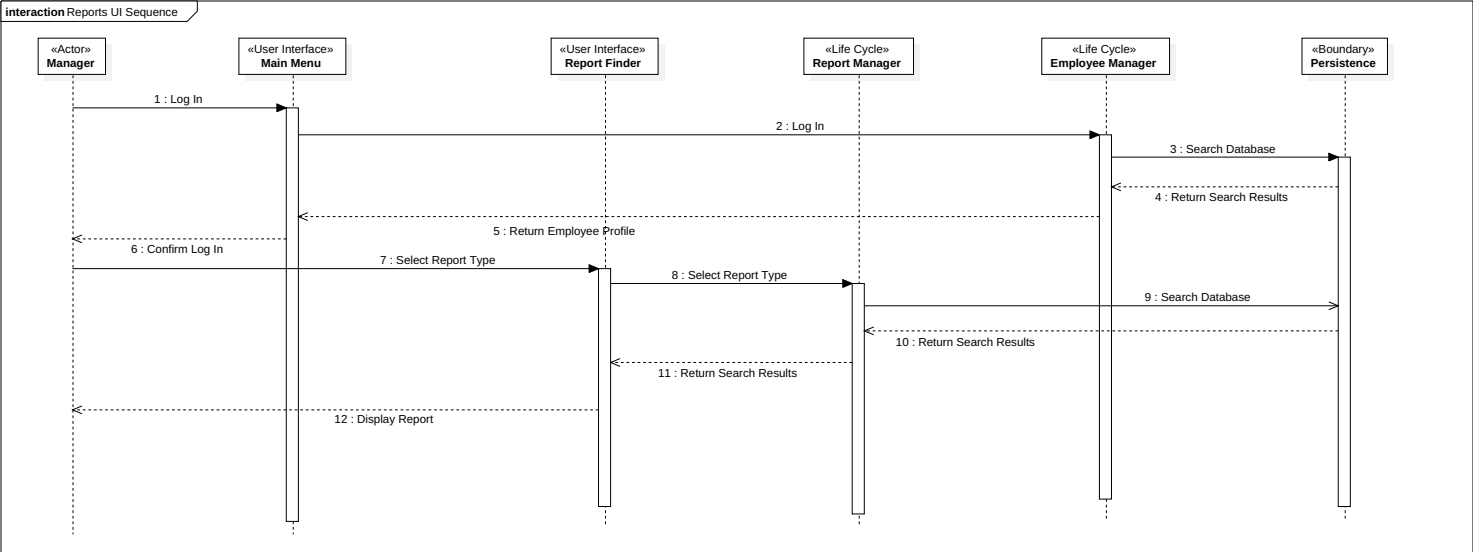 interaction Reports UI Sequence
«Actor»
Manager
«User Interface»
Main Menu
«User Interface»
Report Finder
«Life Cycle»
Report Manager
«Life Cycle»
Employee Manager
«Boundary»
Persistence
1 : Log In
2 : Log In
3 : Search Database
4 : Return Search Results
5 : Return Employee Profile
6 : Confirm Log In
7 : Select Report Type
8 : Select Report Type
9 : Search Database
10 : Return Search Results
11 : Return Search Results
12 : Display Report